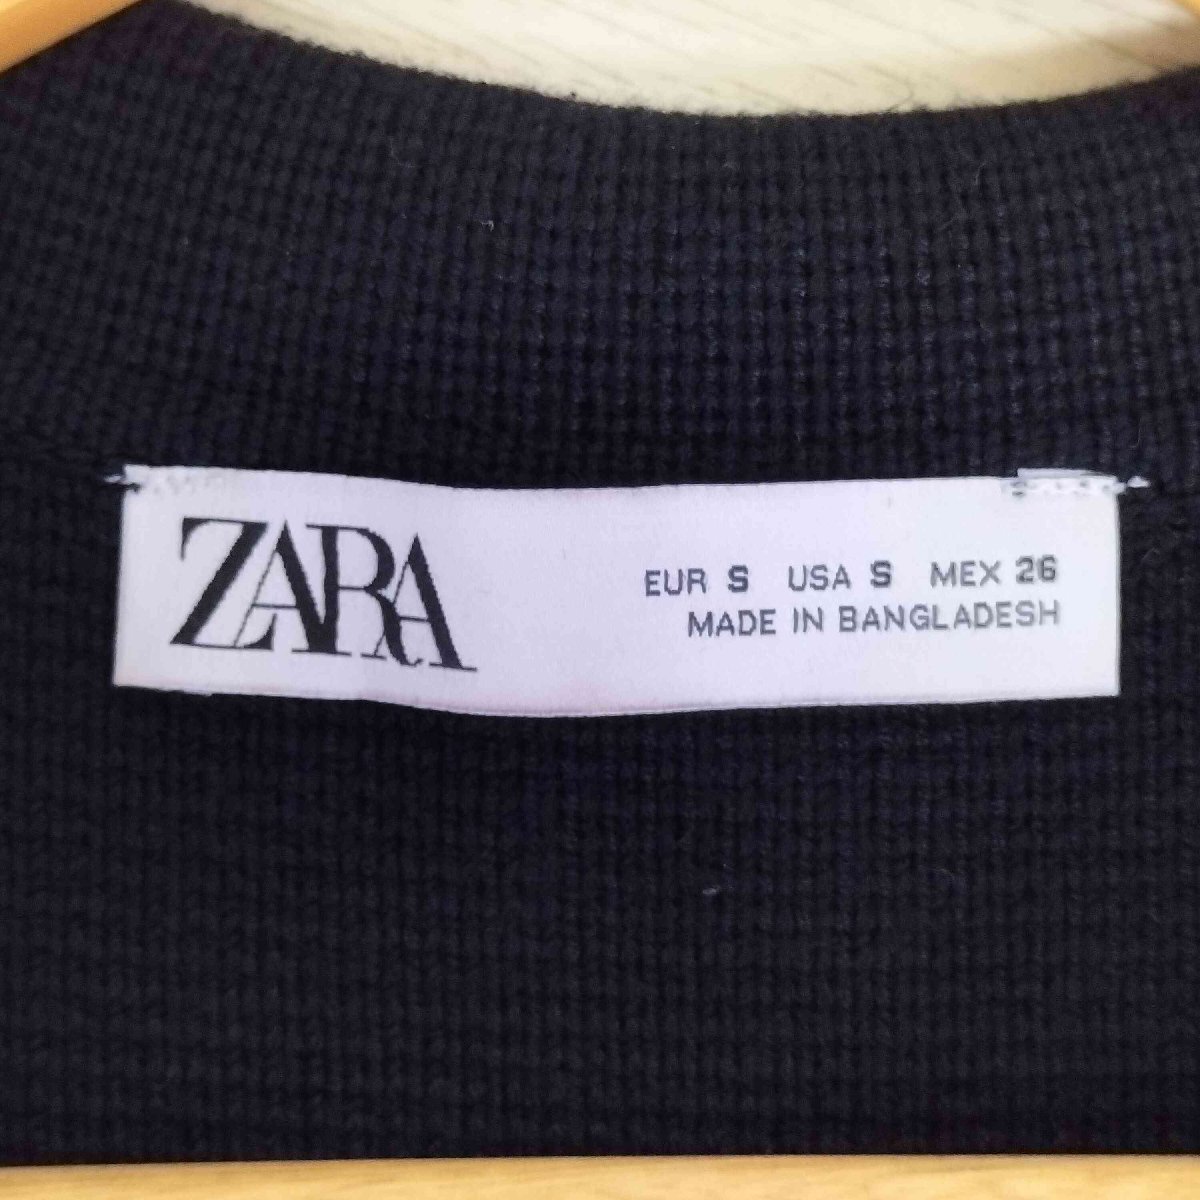 ZARA
EUR S USA S MEX 26
MADE IN BANGLADESH